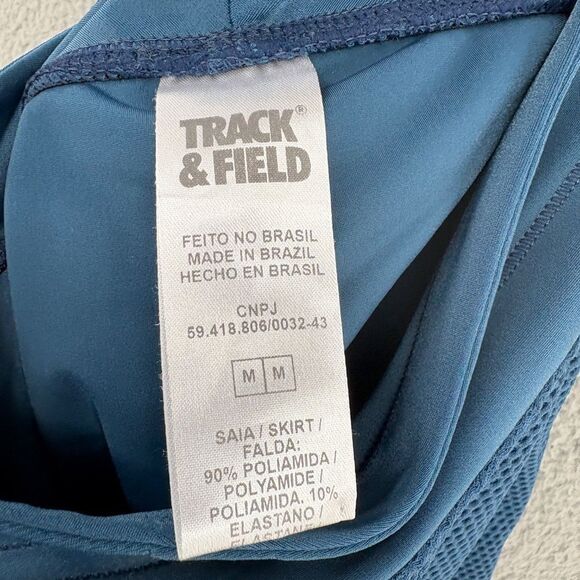 TRACK®
& FIELD
FEITO NO BRASIL
MADE IN BRAZIL
HECHO EN BRASIL
CNPJ
59.418.806/0032-43
M M
SAIA / SKIRT /
FALDA:
90% POLIAMIDA /
POLYAMIDE /
POLIAMIDA. 10%
ELASTANO /
ELASTANE /